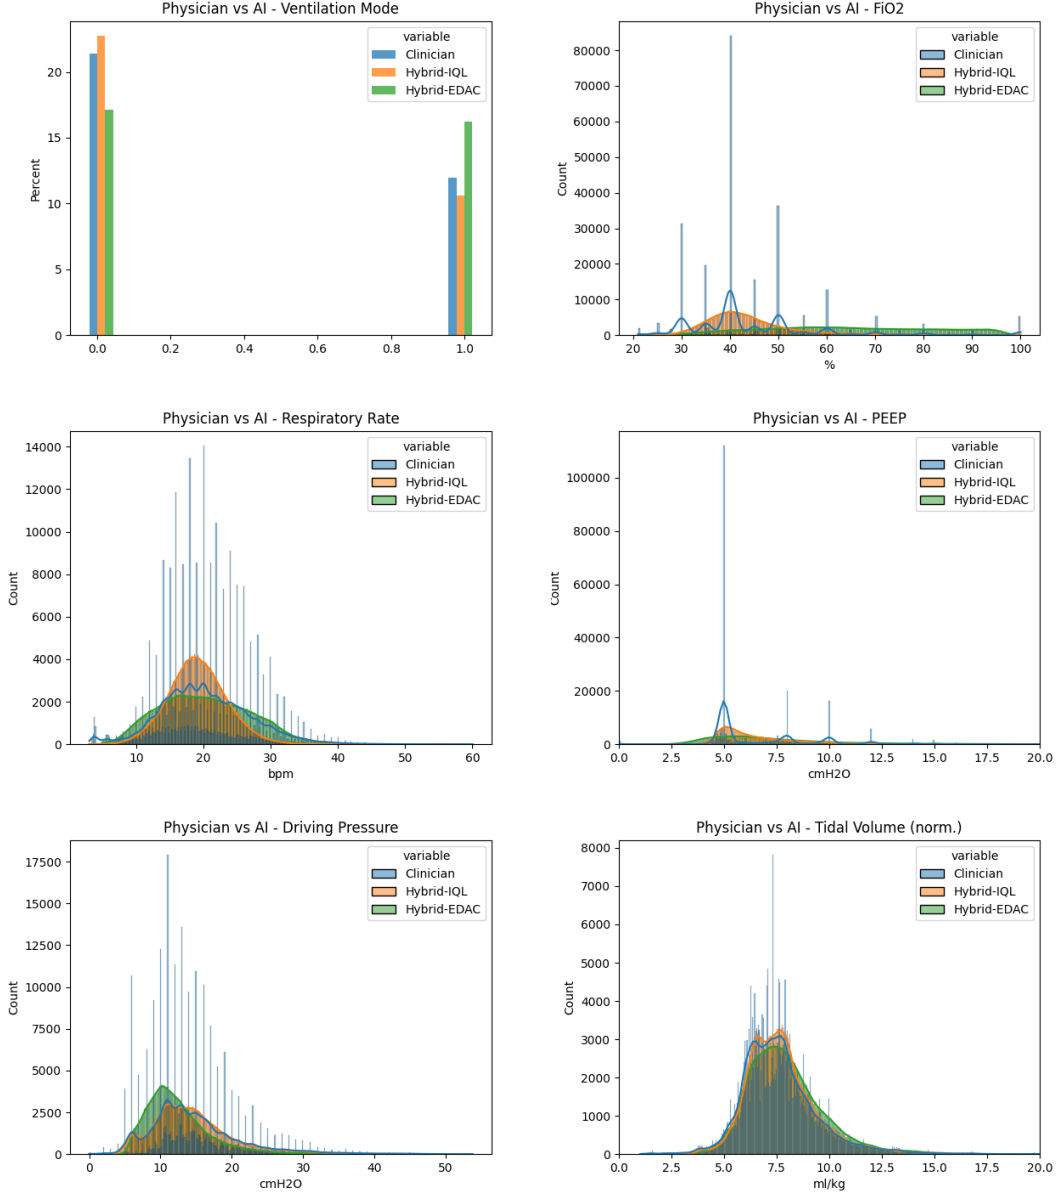 Physician vs AI - Ventilation Mode
variable
Clinician
Hybrid-IQL
Hybrid-EDAC
Percent
20
15
10
5
0
0.0 0.2 0.4 0.6 0.8 1.0
Physician vs AI - FiO2
variable
Clinician
Hybrid-IQL
Hybrid-EDAC
Count
80000
70000
60000
50000
40000
30000
20000
10000
0
20 30 40 50 60 70 80 90 100
%
Physician vs AI - Respiratory Rate
variable
Clinician
Hybrid-IQL
Hybrid-EDAC
Count
14000
12000
10000
8000
6000
4000
2000
0
10 20 30 40 50 60
bpm
Physician vs AI - PEEP
variable
Clinician
Hybrid-IQL
Hybrid-EDAC
Count
100000
80000
60000
40000
20000
0
0.0 2.5 5.0 7.5 10.0 12.5 15.0 17.5 20.0
cmH2O
Physician vs AI - Driving Pressure
variable
Clinician
Hybrid-IQL
Hybrid-EDAC
Count
17500
15000
12500
10000
7500
5000
2500
0
0 10 20 30 40 50
cmH2O
Physician vs AI - Tidal Volume (norm.)
variable
Clinician
Hybrid-IQL
Hybrid-EDAC
Count
8000
7000
6000
5000
4000
3000
2000
1000
0
0.0 2.5 5.0 7.5 10.0 12.5 15.0 17.5 20.0
ml/kg